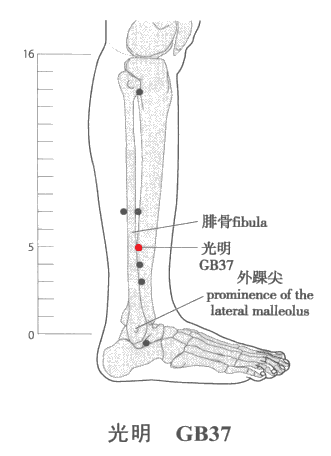 16
腓骨fibula
5
光明
GB37
外踝尖
prominence of the
lateral malleolus
0
光明 GB37